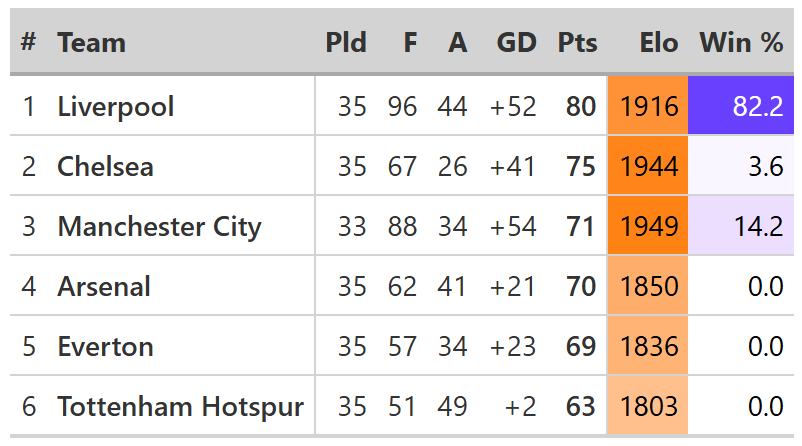 # Team Pld F A GD Pts Elo Win %
1 Liverpool 35 96 44 +52 80 1916 82.2
2 Chelsea 35 67 26 +41 75 1944 3.6
3 Manchester City 33 88 34 +54 71 1949 14.2
4 Arsenal 35 62 41 +21 70 1850 0.0
5 Everton 35 57 34 +23 69 1836 0.0
6 Tottenham Hotspur 35 51 49 +2 63 1803 0.0